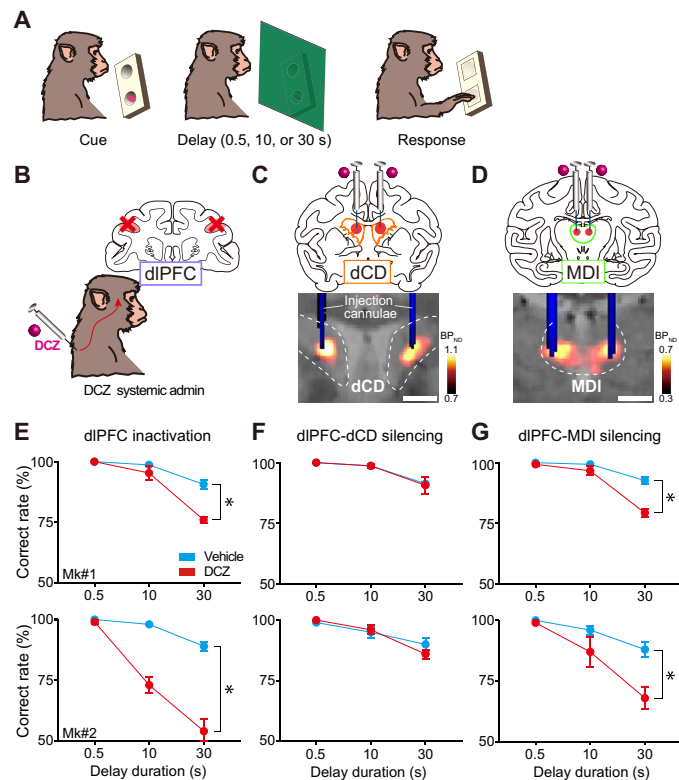 A
Cue
Delay (0.5, 10, or 30 s)
Response
B
dlPFC
DCZ
DCZ systemic admin
C
dCD
Injection
cannulae
dCD
BPND
1.1
0.7
D
MDl
MDl
BPND
0.7
0.3
E
dlPFC inactivation
Correct rate (%)
100
75
50
*
Vehicle
DCZ
Mk#1
0.5 10 30
Correct rate (%)
100
75
50
*
Mk#2
0.5 10 30
Delay duration (s)
F
dlPFC-dCD silencing
100
75
50
0.5 10 30
100
75
50
0.5 10 30
Delay duration (s)
G
dlPFC-MDl silencing
100
75
50
*
0.5 10 30
100
75
50
*
0.5 10 30
Delay duration (s)